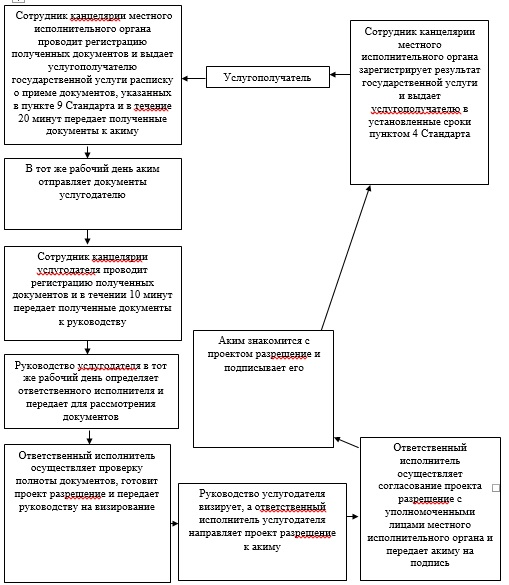 Сотрудник канцелярии местного
исполнительного органа
проводит регистрацию
полученных документов и выдает
услугополучателю
государственной услуги расписку
о приеме документов, указанных
в пункте 9 Стандарта и в течение
20 минут передает полученные
документы к акиму
Услугополучатель
Сотрудник канцелярии
местного
исполнительного органа
зарегистрирует результат
государственной услуги
и выдает
услугополучателю в
установленные сроки
пунктом 4 Стандарта
В тот же рабочий день аким
отправляет документы
услугодателю
Сотрудник канцелярии
услугодателя проводит
регистрацию полученных
документов и в течении 10 минут
передает полученные документы
к руководству
Руководство услугодателя в тот
же рабочий день определяет
ответственного исполнителя и
передает для рассмотрения
документов
Ответственный исполнитель
осуществляет проверку
полноты документов, готовит
проект разрешение и передает
руководству на визирование
Руководство услугодателя
визирует, а ответственный
исполнитель услугодателя
направляет проект разрешение
к акиму
Ответственный
исполнитель
осуществляет
согласование проекта
разрешение с
уполномоченными
лицами местного
исполнительного органа и
передает акиму на
подпись
Аким знакомится с
проектом разрешение и
подписывает его